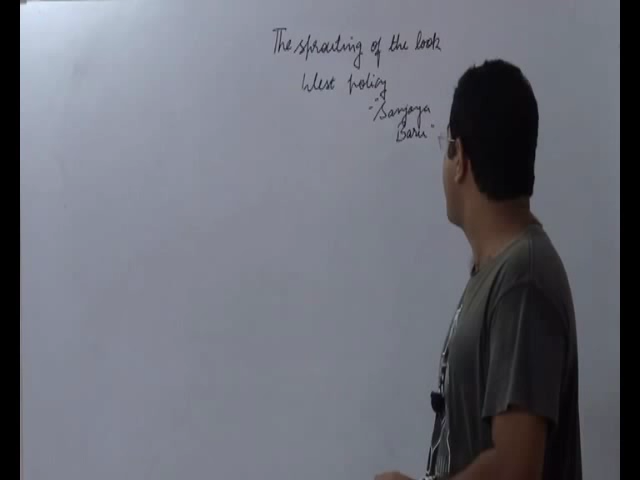 The sprouting of the look
West policy
"Sanjaya
Baru"